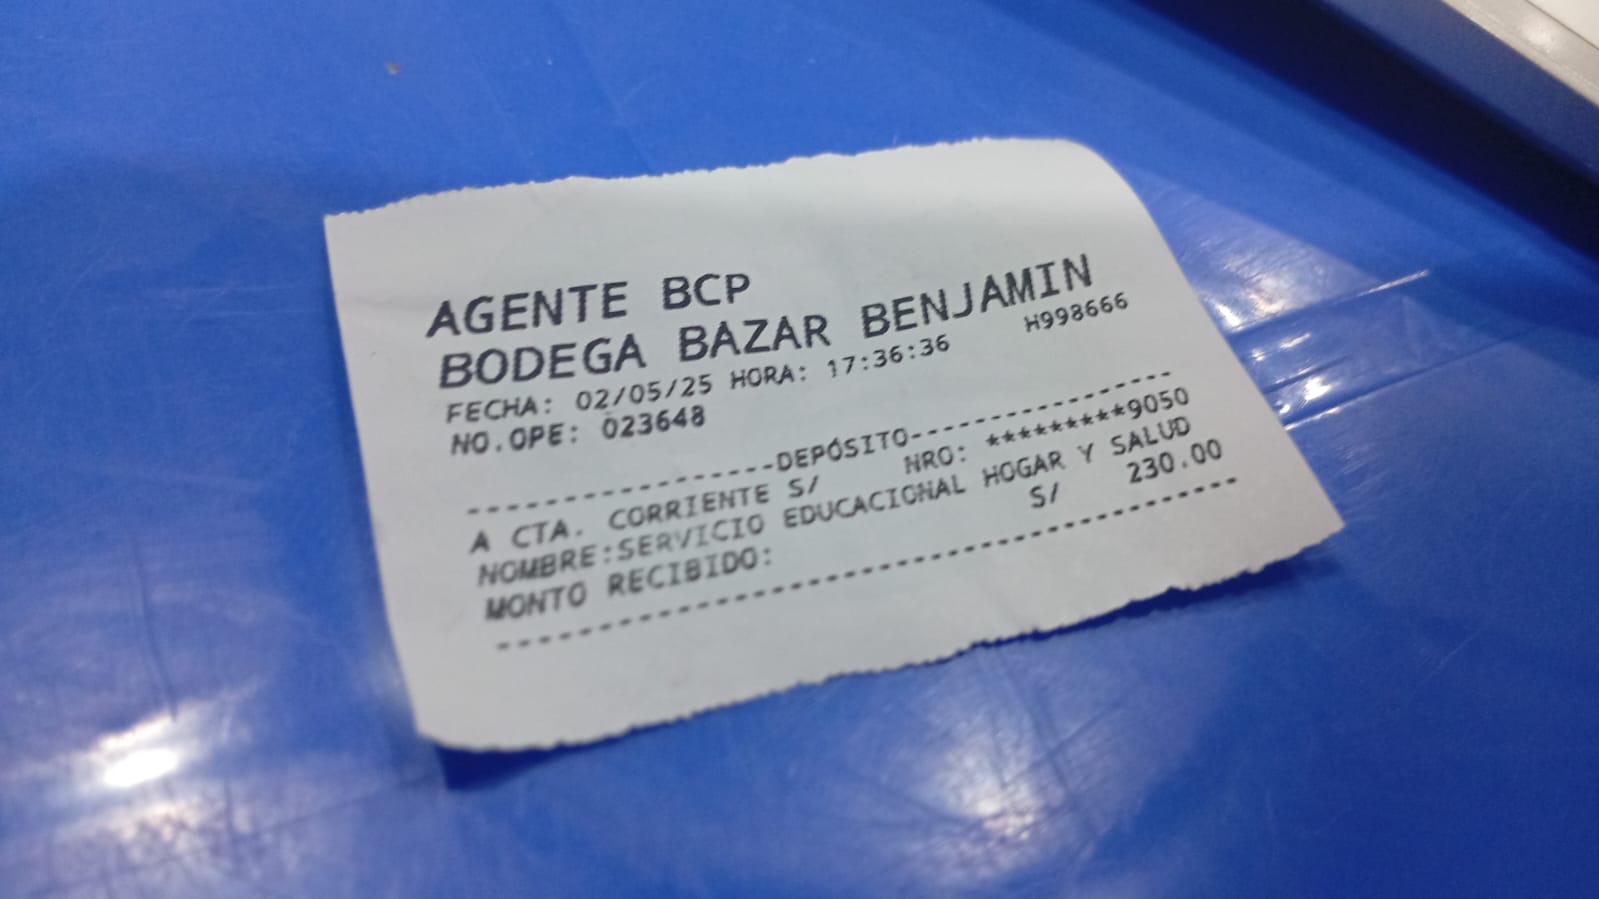 AGENTE BCP
BODEGA BAZAR BENJAMIN
FECHA: 02/05/25 HORA: 17:36:36 H998666
NO.OPE: 023648
----------------DEPÓSITO----------------
A CTA. CORRIENTE S/ NRO: *********9050
NOMBRE:SERVICIO EDUCACIONAL HOGAR Y SALUD
MONTO RECIBIDO: S/ 230.00
----------------------------------------